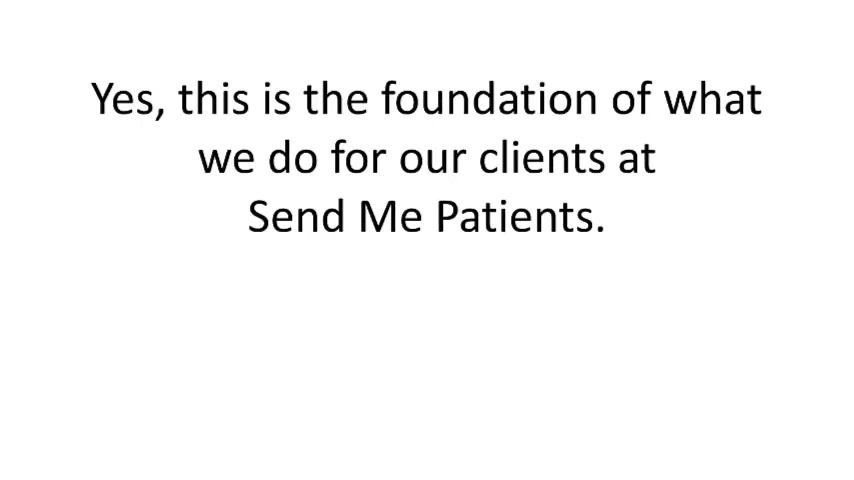 Yes, this is the foundation of what
we do for our clients at
Send Me Patients.